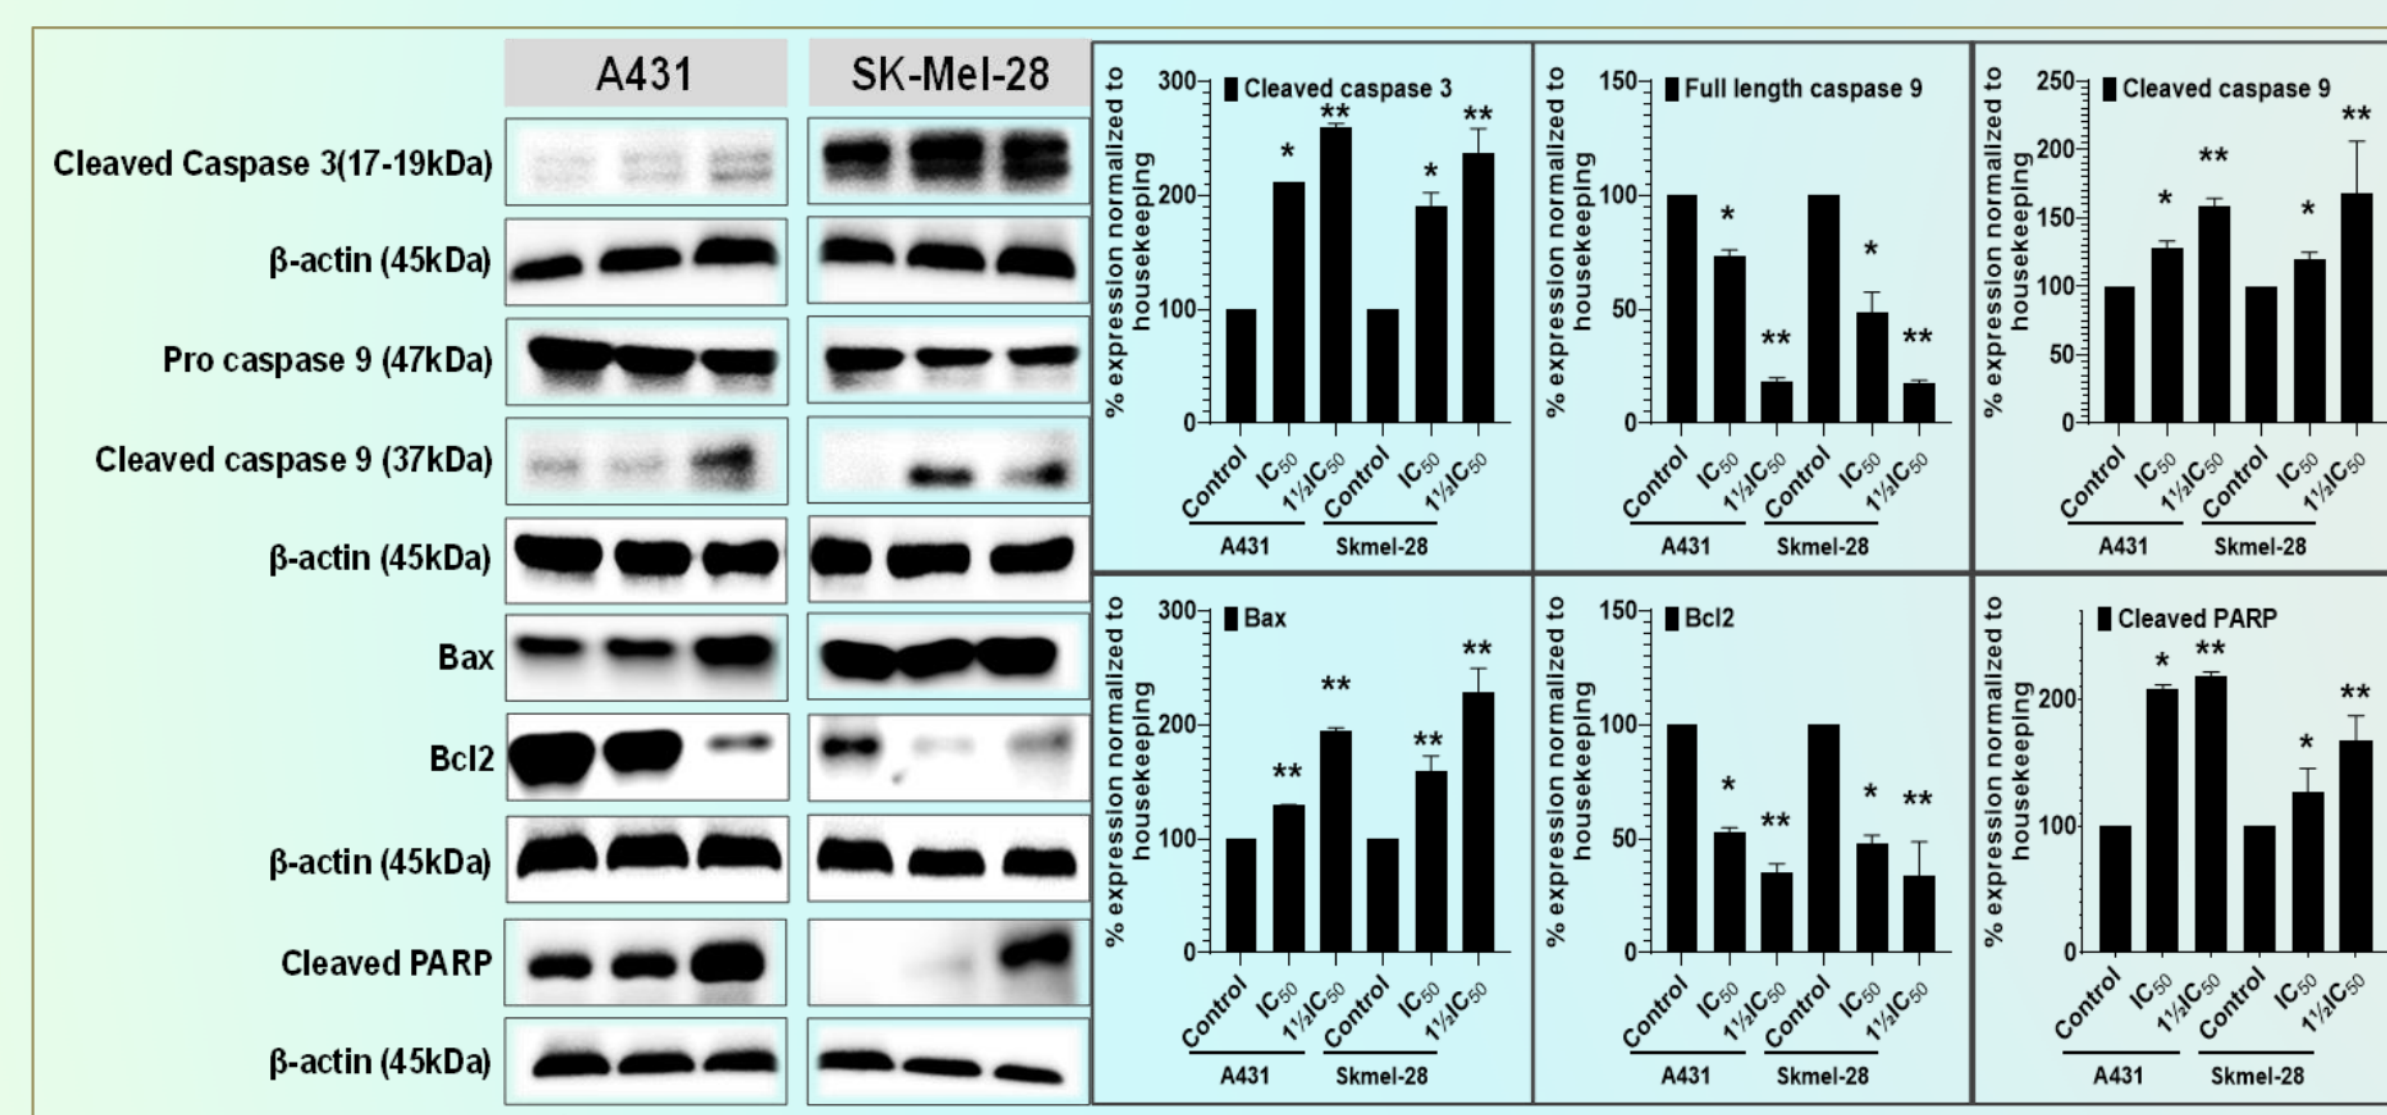 A431
SK-Mel-28
Cleaved Caspase 3(17-19kDa)
β-actin (45kDa)
Pro caspase 9 (47kDa)
Cleaved caspase 9 (37kDa)
β-actin (45kDa)
Bax
Bcl2
β-actin (45kDa)
Cleaved PARP
β-actin (45kDa)
% expression normalized to
housekeeping
300
200
100
0
Cleaved caspase 3
*
**
*
**
Control
IC50
1½IC50
Control
IC50
1½IC50
A431
Skmel-28
% expression normalized to
housekeeping
150
100
50
0
Full length caspase 9
*
**
*
**
Control
IC50
1½IC50
Control
IC50
1½IC50
A431
Skmel-28
% expression normalized to
housekeeping
250
200
150
100
50
0
Cleaved caspase 9
*
**
*
**
Control
IC50
1½IC50
Control
IC50
1½IC50
A431
Skmel-28
% expression normalized to
housekeeping
300
200
100
0
Bax
**
**
**
**
Control
IC50
1½IC50
Control
IC50
1½IC50
A431
Skmel-28
% expression normalized to
housekeeping
150
100
50
0
Bcl2
*
**
*
**
Control
IC50
1½IC50
Control
IC50
1½IC50
A431
Skmel-28
% expression normalized to
housekeeping
200
100
0
Cleaved PARP
*
**
*
**
Control
IC50
1½IC50
Control
IC50
1½IC50
A431
Skmel-28